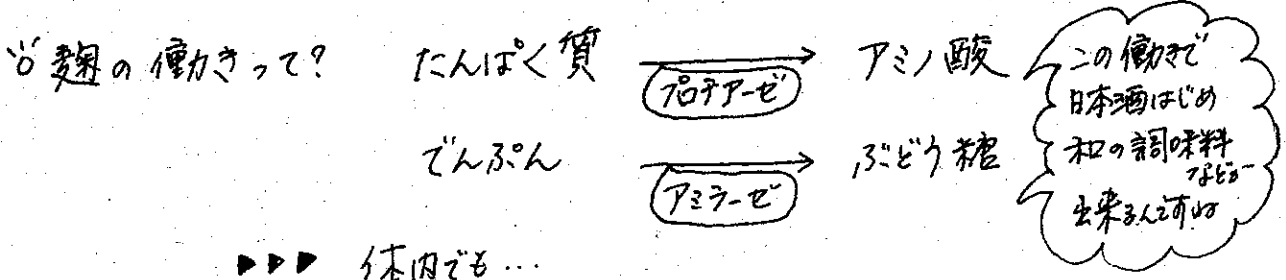 麹の働きって?
たんぱく質
プロテアーゼ
アミノ酸
でんぷん
アミラーゼ
ぶどう糖
この働きで
日本酒はじめ
和の調味料
などが
出来るんですね
▶▶▶ 体内でも…